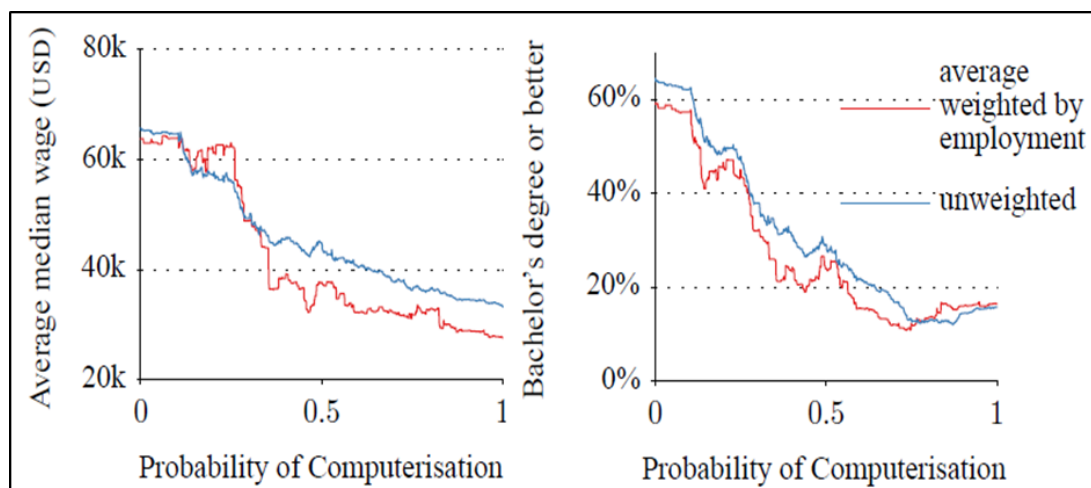 Average median wage (USD)
80k
60k
40k
20k
0
0.5
1
Probability of Computerisation
Bachelor's degree or better
60%
40%
20%
0%
0
0.5
1
Probability of Computerisation
average
weighted by
employment
unweighted